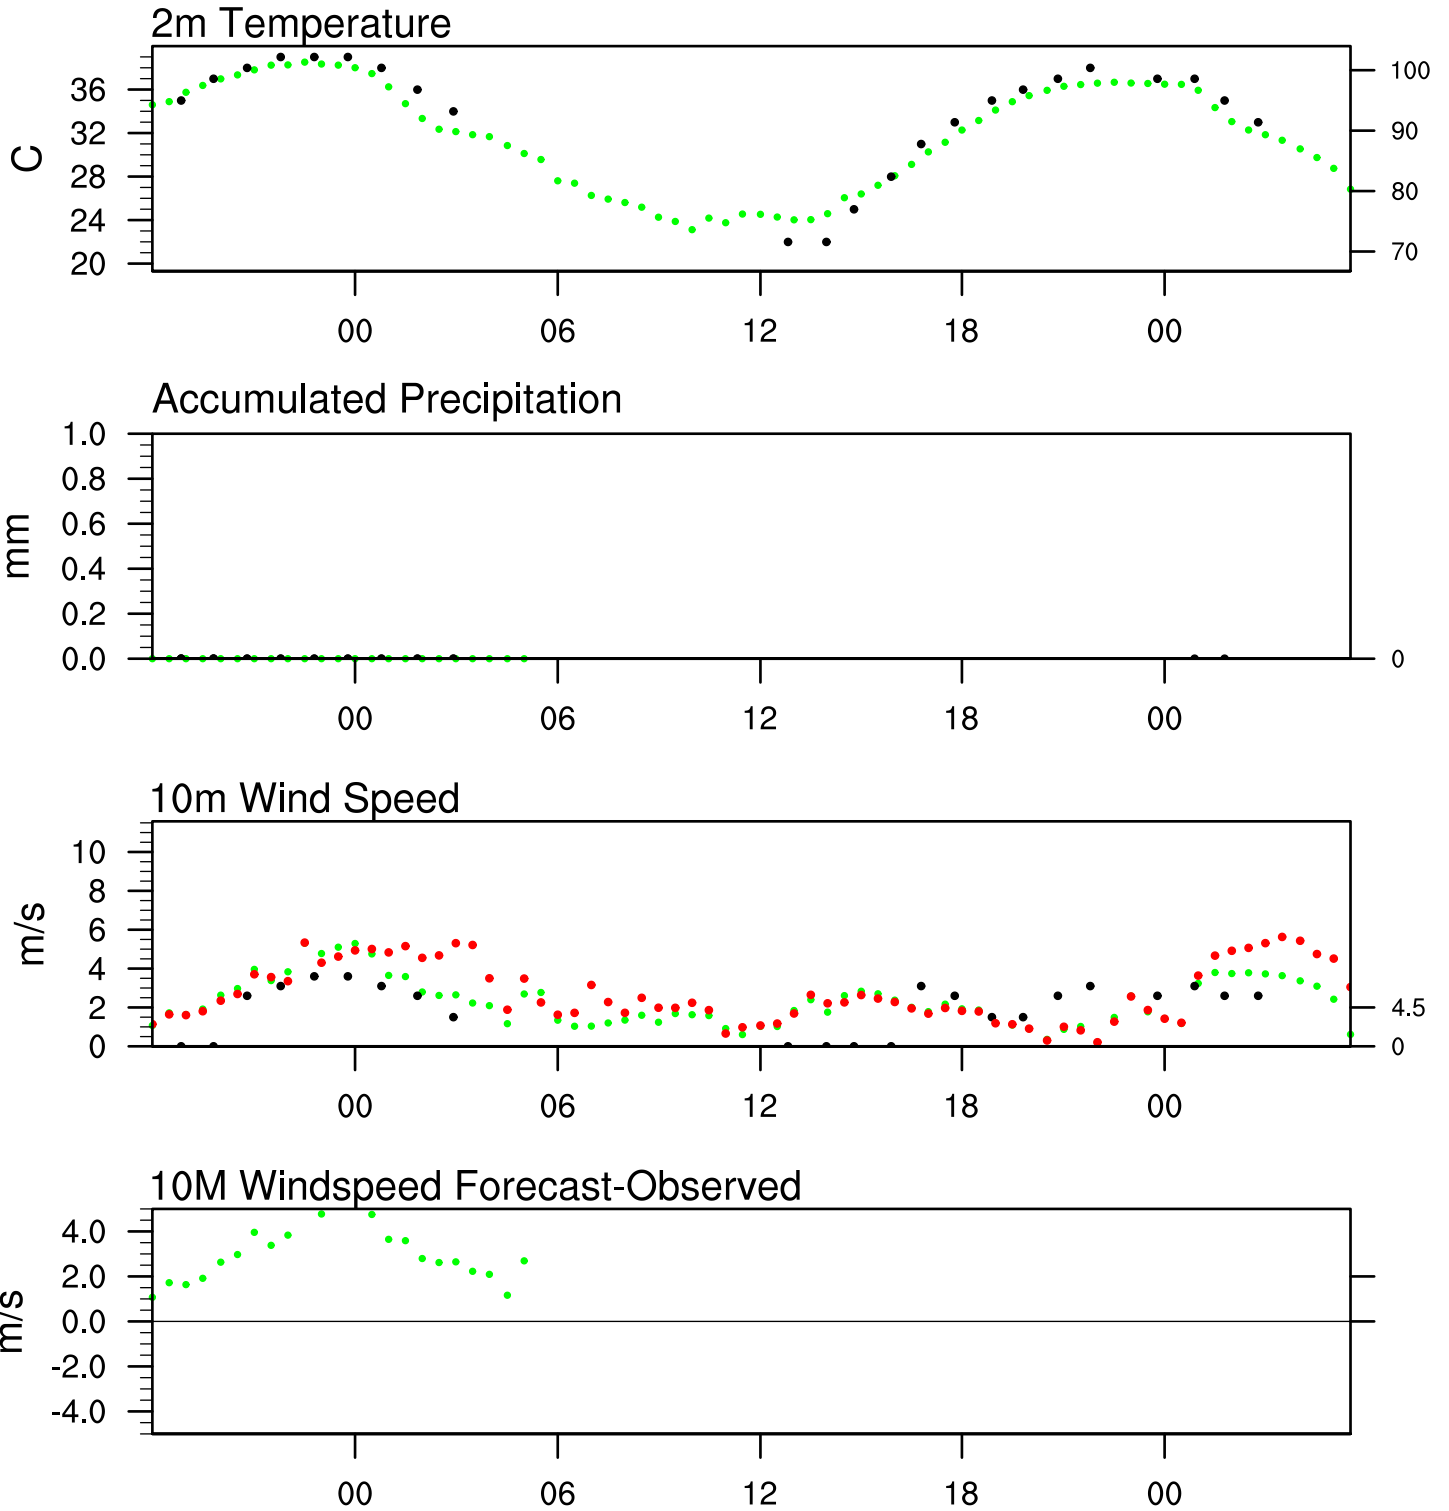 2m Temperature
C
36
32
28
24
20
100
90
80
70
00 06 12 18 00
Accumulated Precipitation
mm
1.0
0.8
0.6
0.4
0.2
0.0
0
00 06 12 18 00
10m Wind Speed
m/s
10
8
6
4
2
0
4.5
0
00 06 12 18 00
10M Windspeed Forecast-Observed
m/s
4.0
2.0
0.0
-2.0
-4.0
00 06 12 18 00